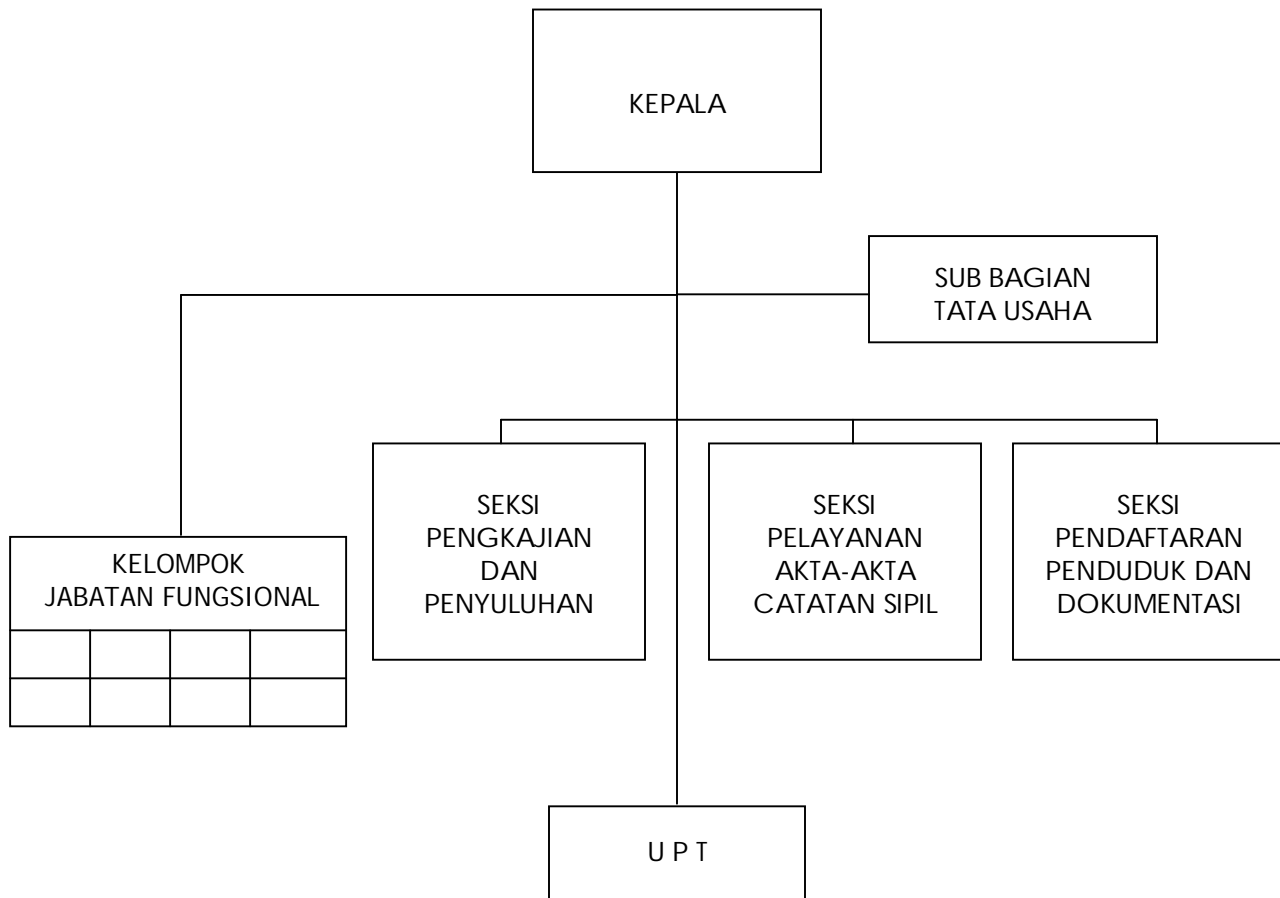 KEPALA
SUB BAGIAN
TATA USAHA
KELOMPOK
JABATAN FUNGSIONAL
SEKSI
PENGKAJIAN
DAN
PENYULUHAN
SEKSI
PELAYANAN
AKTA-AKTA
CATATAN SIPIL
SEKSI
PENDAFTARAN
PENDUDUK DAN
DOKUMENTASI
U P T